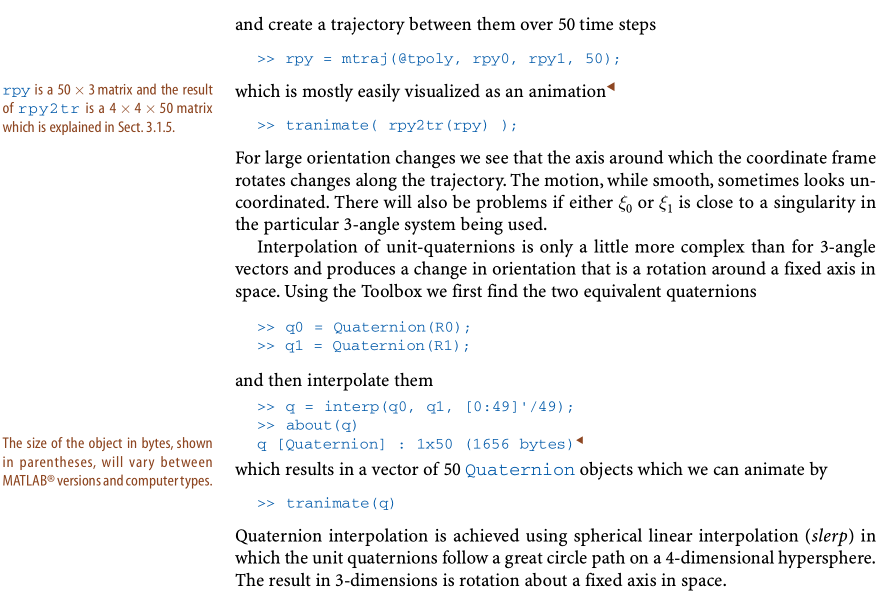 and create a trajectory between them over 50 time steps
>> rpy = mtraj(@tpoly, rpy0, rpy1, 50);
rpy is a 50 × 3 matrix and the result
of rpy2tr is a 4 × 4 × 50 matrix
which is explained in Sect. 3.1.5.
which is mostly easily visualized as an animation◄
>> tranimate( rpy2tr(rpy) );
For large orientation changes we see that the axis around which the coordinate frame
rotates changes along the trajectory. The motion, while smooth, sometimes looks un-
coordinated. There will also be problems if either ξ₀ or ξ₁ is close to a singularity in
the particular 3-angle system being used.
Interpolation of unit-quaternions is only a little more complex than for 3-angle
vectors and produces a change in orientation that is a rotation around a fixed axis in
space. Using the Toolbox we first find the two equivalent quaternions
>> q0 = Quaternion(R0);
>> q1 = Quaternion(R1);
and then interpolate them
>> q = interp(q0, q1, [0:49]'/49);
>> about(q)
q [Quaternion] : 1x50 (1656 bytes)◄
The size of the object in bytes, shown
in parentheses, will vary between
MATLAB® versions and computer types.
which results in a vector of 50 Quaternion objects which we can animate by
>> tranimate(q)
Quaternion interpolation is achieved using spherical linear interpolation (slerp) in
which the unit quaternions follow a great circle path on a 4-dimensional hypersphere.
The result in 3-dimensions is rotation about a fixed axis in space.